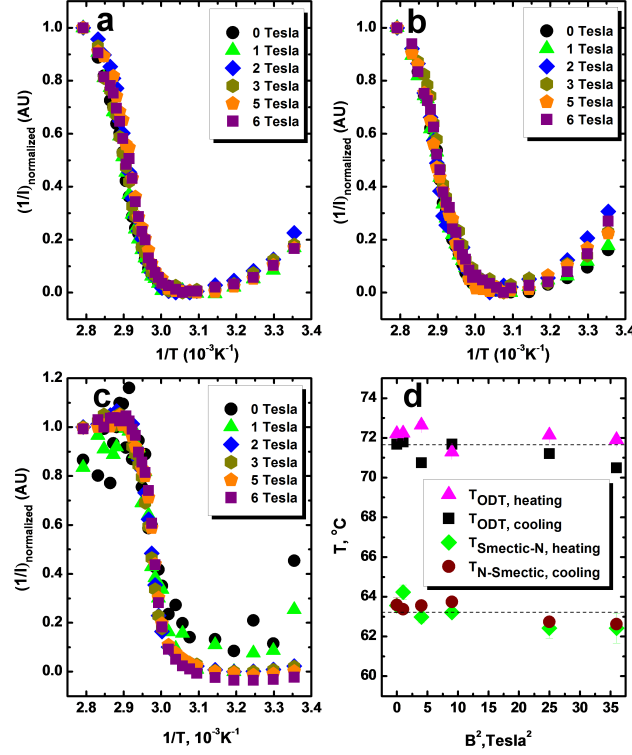 a
0 Tesla
1 Tesla
2 Tesla
3 Tesla
5 Tesla
6 Tesla
(1/I)normalized (AU)
1.0
0.8
0.6
0.4
0.2
0.0
2.8 2.9 3.0 3.1 3.2 3.3 3.4
1/T (10⁻³K⁻¹)
b
0 Tesla
1 Tesla
2 Tesla
3 Tesla
5 Tesla
6 Tesla
(1/I)normalized (AU)
1.0
0.8
0.6
0.4
0.2
0.0
2.8 2.9 3.0 3.1 3.2 3.3 3.4
1/T (10⁻³K⁻¹)
c
0 Tesla
1 Tesla
2 Tesla
3 Tesla
5 Tesla
6 Tesla
(1/I)normalized (AU)
1.2
1.0
0.8
0.6
0.4
0.2
0.0
2.8 2.9 3.0 3.1 3.2 3.3 3.4
1/T, 10⁻³K⁻¹
d
TODT, heating
TODT, cooling
TSmectic-N, heating
TN-Smectic, cooling
T, °C
74
72
70
68
66
64
62
60
0 5 10 15 20 25 30 35
B²,Tesla²